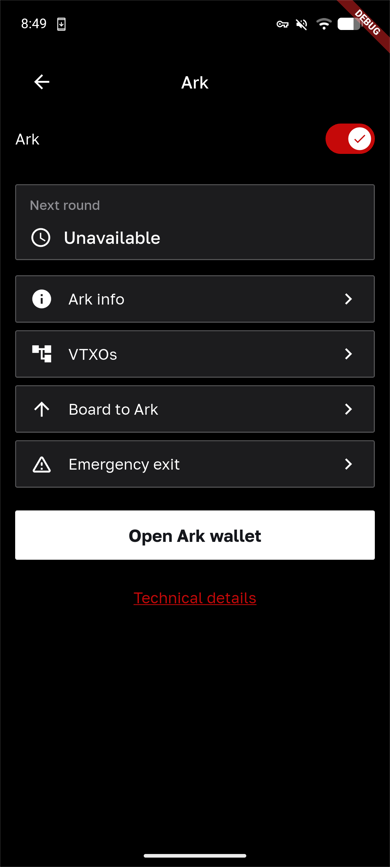 8:49
DEBUG
Ark
Ark
Next round
Unavailable
Ark info
VTXOs
Board to Ark
Emergency exit
Open Ark wallet
Technical details